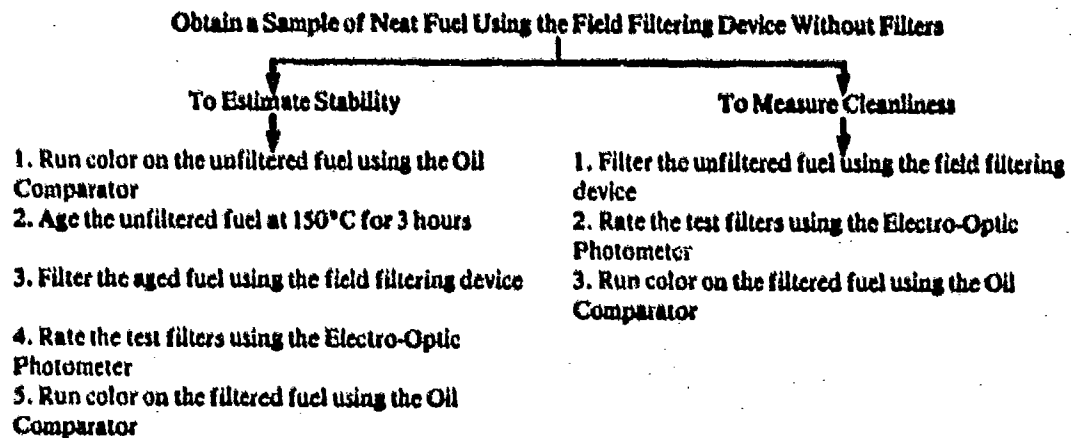 Obtain a Sample of Neat Fuel Using the Field Filtering Device Without Filters
To Estimate Stability
1. Run color on the unfiltered fuel using the Oil
Comparator
2. Age the unfiltered fuel at 150°C for 3 hours
3. Filter the aged fuel using the field filtering device
4. Rate the test filters using the Electro-Optic
Photometer
5. Run color on the filtered fuel using the Oil
Comparator
To Measure Cleanliness
1. Filter the unfiltered fuel using the field filtering
device
2. Rate the test filters using the Electro-Optic
Photometer
3. Run color on the filtered fuel using the Oil
Comparator